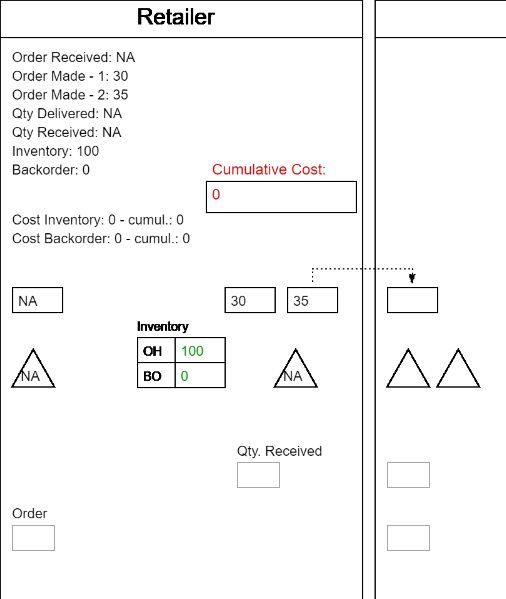 Retailer
Order Received: NA
Order Made - 1: 30
Order Made - 2: 35
Qty Delivered: NA
Qty Received: NA
Inventory: 100
Backorder: 0
Cumulative Cost:
0
Cost Inventory: 0 - cumul.: 0
Cost Backorder: 0 - cumul.: 0
NA
30
35
Inventory
OH 100
BO 0
NA
NA
Qty. Received
Order